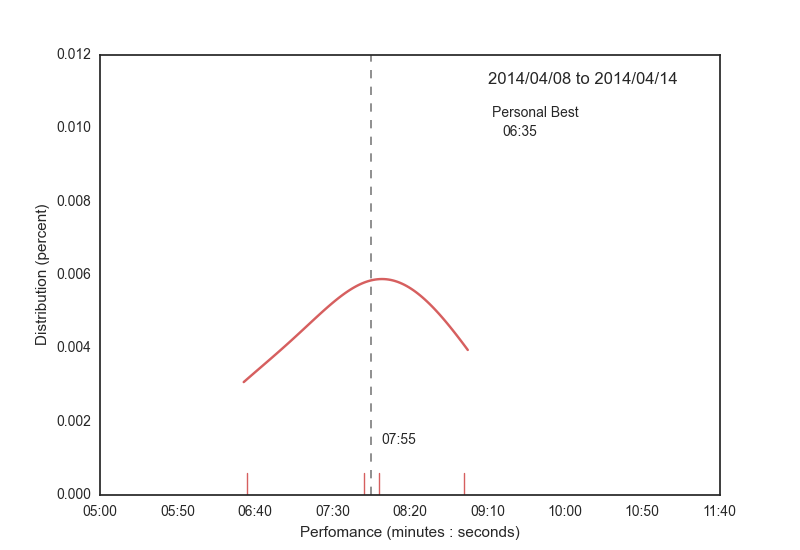 0.012
2014/04/08 to 2014/04/14
Personal Best
06:35
0.010
0.008
0.006
0.004
0.002
0.000
Distribution (percent)
07:55
05:00 05:50 06:40 07:30 08:20 09:10 10:00 10:50 11:40
Perfomance (minutes : seconds)